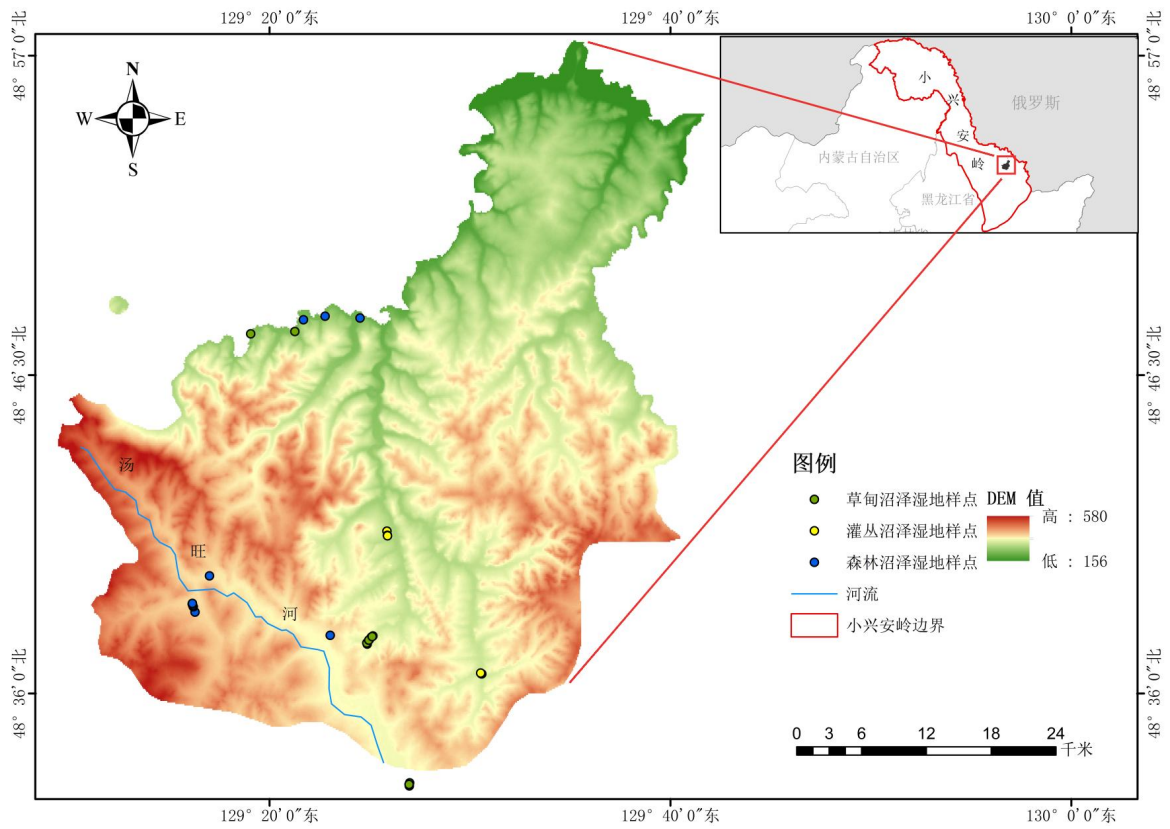 129° 20'0"东
129° 40'0"东
130° 0'0"东
48° 57'0"北
48° 57'0"北
N
W
E
S
小
兴
安
岭
俄罗斯
内蒙古自治区
黑龙江省
48° 46'30"北
48° 46'30"北
汤
旺
河
图例
草甸沼泽湿地样点
灌丛沼泽湿地样点
森林沼泽湿地样点
河流
小兴安岭边界
DEM 值
高 : 580
低 : 156
48° 36'0"北
48° 36'0"北
0 3 6 12 18 24
千米
129° 20'0"东
129° 40'0"东
130° 0'0"东